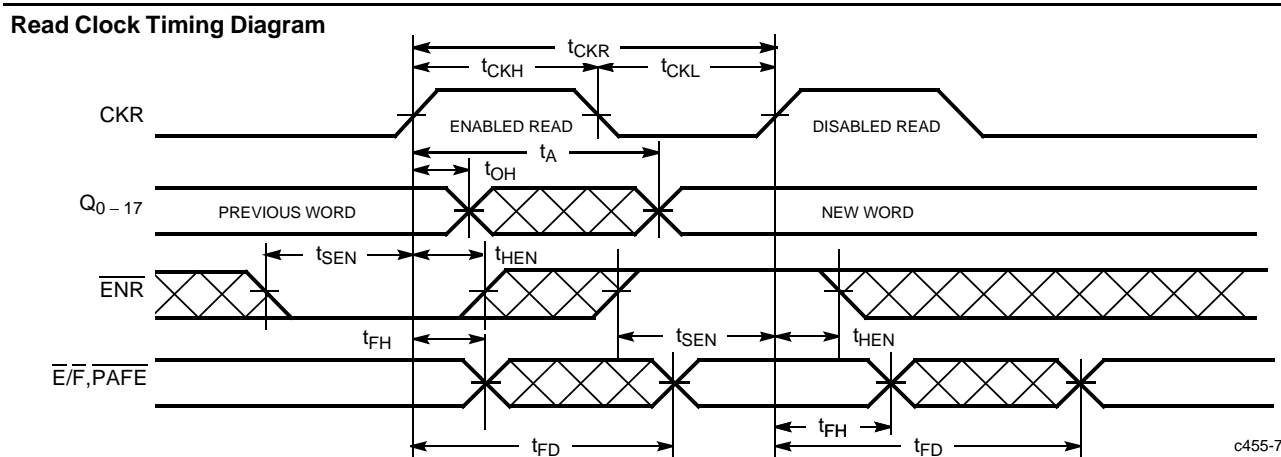 Read Clock Timing Diagram
tCKR
tCKH tCKL
CKR
ENABLED READ DISABLED READ
tA
tOH
Q0 – 17 PREVIOUS WORD NEW WORD
tSEN tHEN
ENR
tFH tSEN tHEN
E/F,PAFE
tFH
tFD tFD
c455-7